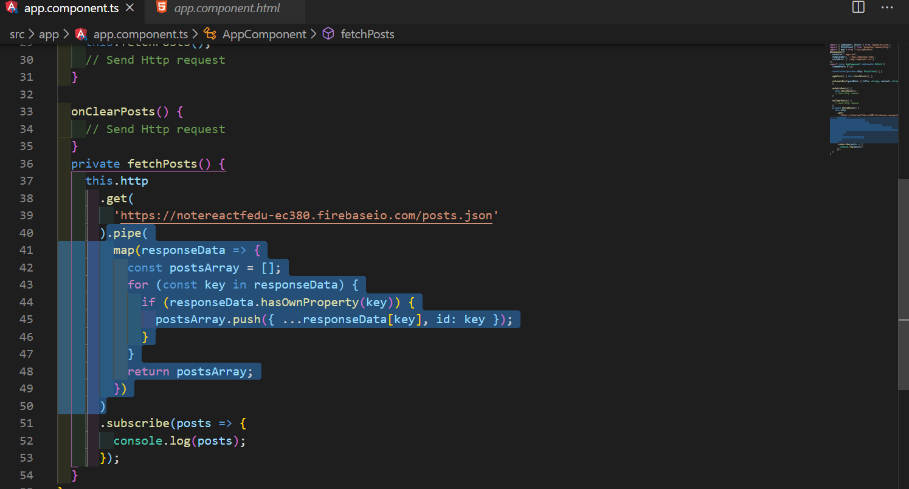 app.component.ts
app.component.html
src > app > app.component.ts > AppComponent > fetchPosts
29 this.fetchPosts();
30 // Send Http request
31 }
32
33 onClearPosts() {
34 // Send Http request
35 }
36 private fetchPosts() {
37 this.http
38 .get(
39 'https://notereactfedu-ec380.firebaseio.com/posts.json'
40 ).pipe(
41 map(responseData => {
42 const postsArray = [];
43 for (const key in responseData) {
44 if (responseData.hasOwnProperty(key)) {
45 postsArray.push({ ...responseData[key], id: key });
46 }
47 }
48 return postsArray;
49 })
50 )
51 .subscribe(posts => {
52 console.log(posts);
53 });
54 }